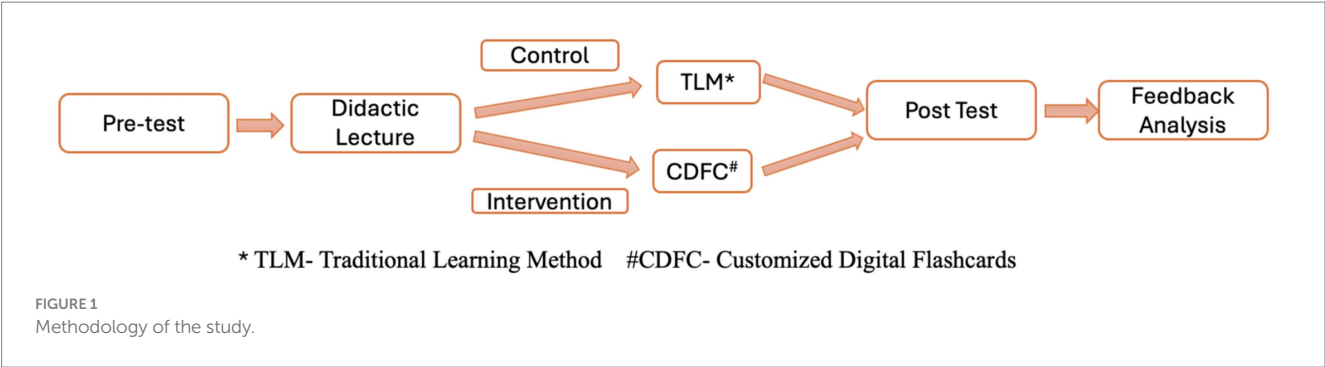 Pre-test
Didactic
Lecture
Control
TLM*
Intervention
CDFC#
Post Test
Feedback
Analysis
* TLM- Traditional Learning Method #CDFC- Customized Digital Flashcards
FIGURE 1
Methodology of the study.